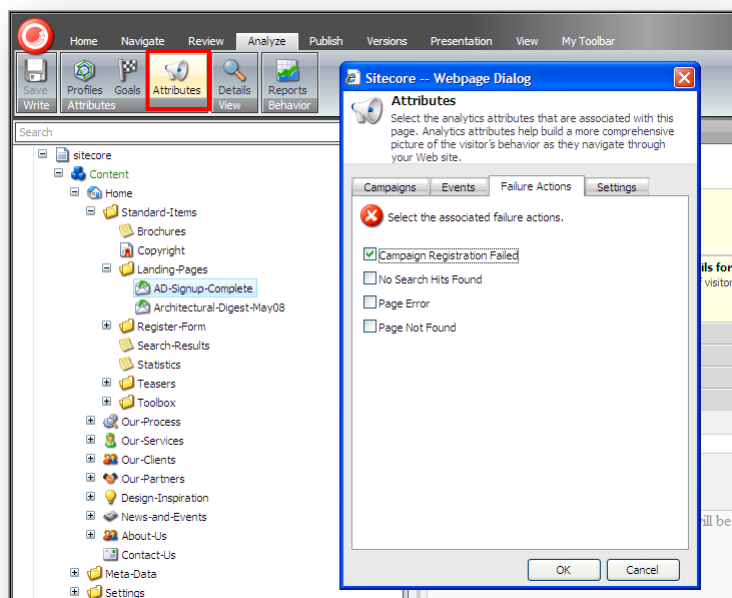 Home Navigate Review Analyze Publish Versions Presentation View My Toolbar
Save Profiles Goals Attributes Details Reports
Write Attributes View Behavior
Search
sitecore
Content
Home
Standard-Items
Brochures
Copyright
Landing-Pages
AD-Signup-Complete
Architectural-Digest-May08
Register-Form
Search-Results
Statistics
Teasers
Toolbox
Our-Process
Our-Services
Our-Clients
Our-Partners
Design-Inspiration
News-and-Events
About-Us
Contact-Us
Meta-Data
Settings
Sitecore -- Webpage Dialog
Attributes
Select the analytics attributes that are associated with this
page. Analytics attributes help build a more comprehensive
picture of the visitor's behavior as they navigate through
your Web site.
Campaigns Events Failure Actions Settings
Select the associated failure actions.
Campaign Registration Failed
No Search Hits Found
Page Error
Page Not Found
OK Cancel
ils for
visitor
ill be